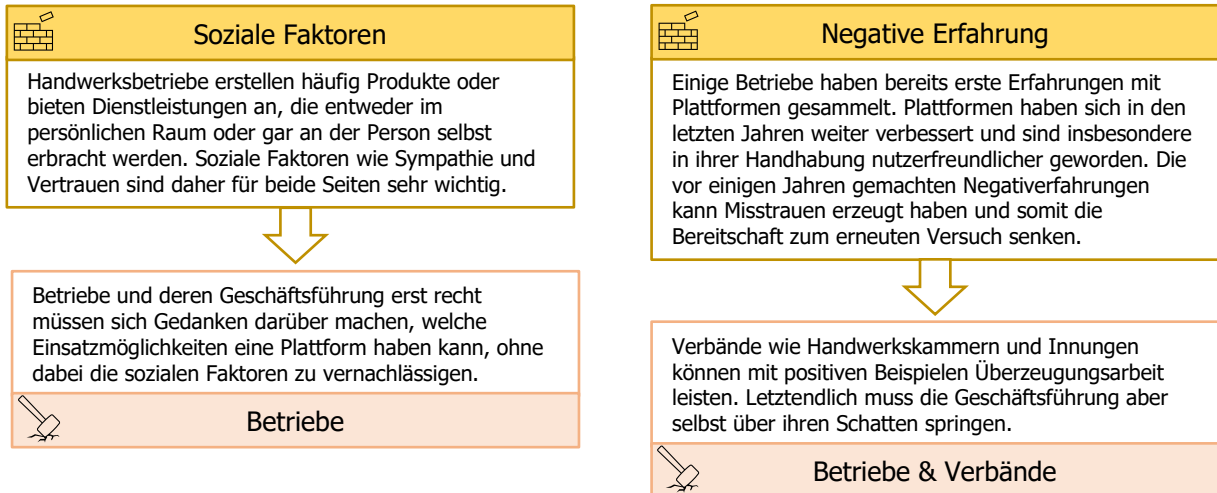 Soziale Faktoren
Handwerksbetriebe erstellen häufig Produkte oder
bieten Dienstleistungen an, die entweder im
persönlichen Raum oder gar an der Person selbst
erbracht werden. Soziale Faktoren wie Sympathie und
Vertrauen sind daher für beide Seiten sehr wichtig.
Betriebe und deren Geschäftsführung erst recht
müssen sich Gedanken darüber machen, welche
Einsatzmöglichkeiten eine Plattform haben kann, ohne
dabei die sozialen Faktoren zu vernachlässigen.
Betriebe
Negative Erfahrung
Einige Betriebe haben bereits erste Erfahrungen mit
Plattformen gesammelt. Plattformen haben sich in den
letzten Jahren weiter verbessert und sind insbesondere
in ihrer Handhabung nutzerfreundlicher geworden. Die
vor einigen Jahren gemachten Negativerfahrungen
kann Misstrauen erzeugt haben und somit die
Bereitschaft zum erneuten Versuch senken.
Verbände wie Handwerkskammern und Innungen
können mit positiven Beispielen Überzeugungsarbeit
leisten. Letztendlich muss die Geschäftsführung aber
selbst über ihren Schatten springen.
Betriebe & Verbände